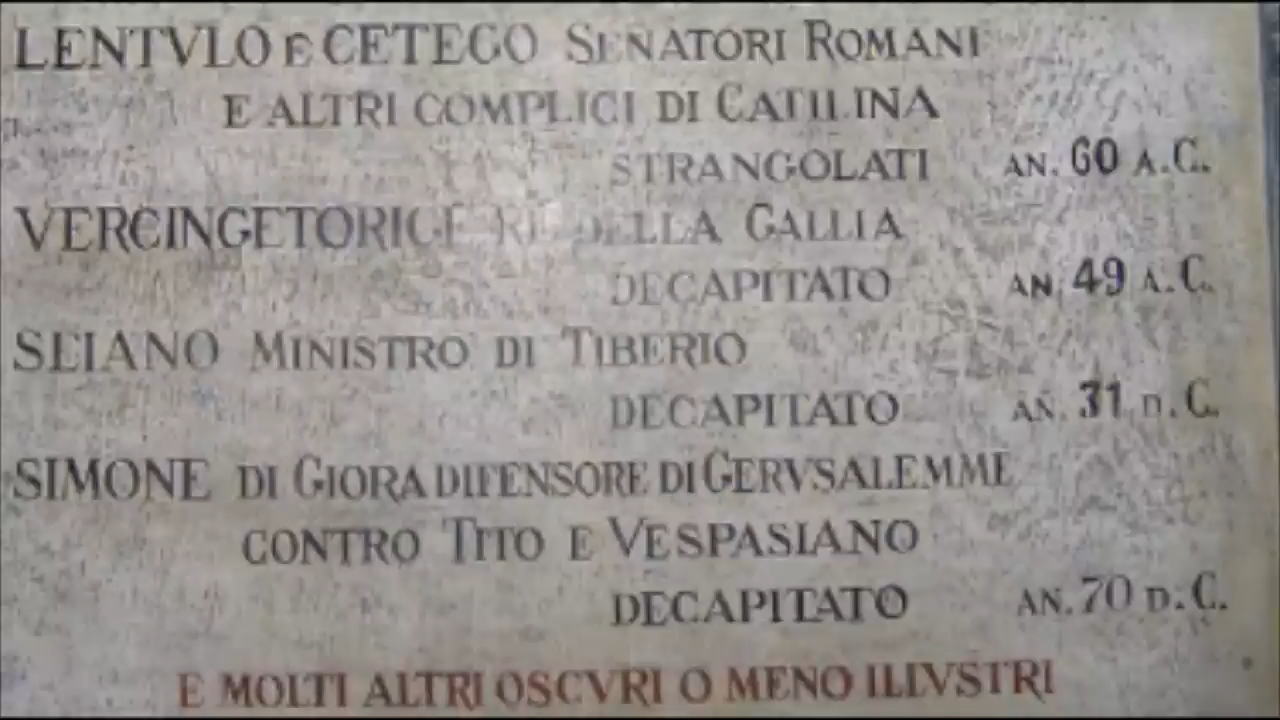 LENTVLO E CETEGO SENATORI ROMANI
E ALTRI COMPLICI DI CATILINA
STRANGOLATI AN. 60 A.C.
VERCINGETORIGE RE DELLA GALLIA
DECAPITATO AN. 49 A.C.
SEIANO MINISTRO DI TIBERIO
DECAPITATO AN. 31 D.C.
SIMONE DI GIORA DIFENSORE DI GERVSALEMME
CONTRO TITO E VESPASIANO
DECAPITATO AN. 70 D.C.
E MOLTI ALTRI OSCVRI O MENO ILLVSTRI